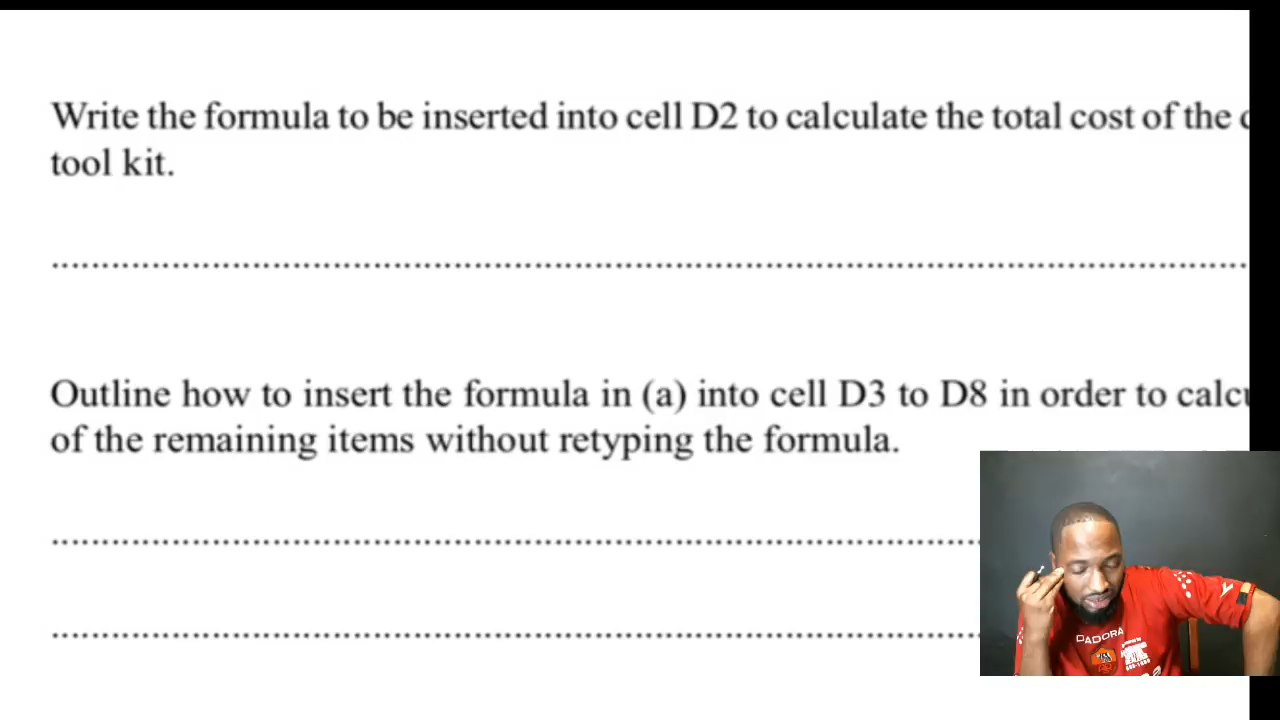 Write the formula to be inserted into cell D2 to calculate the total cost of the
tool kit.
Outline how to insert the formula in (a) into cell D3 to D8 in order to
of the remaining items without retyping the formula.
DADORA